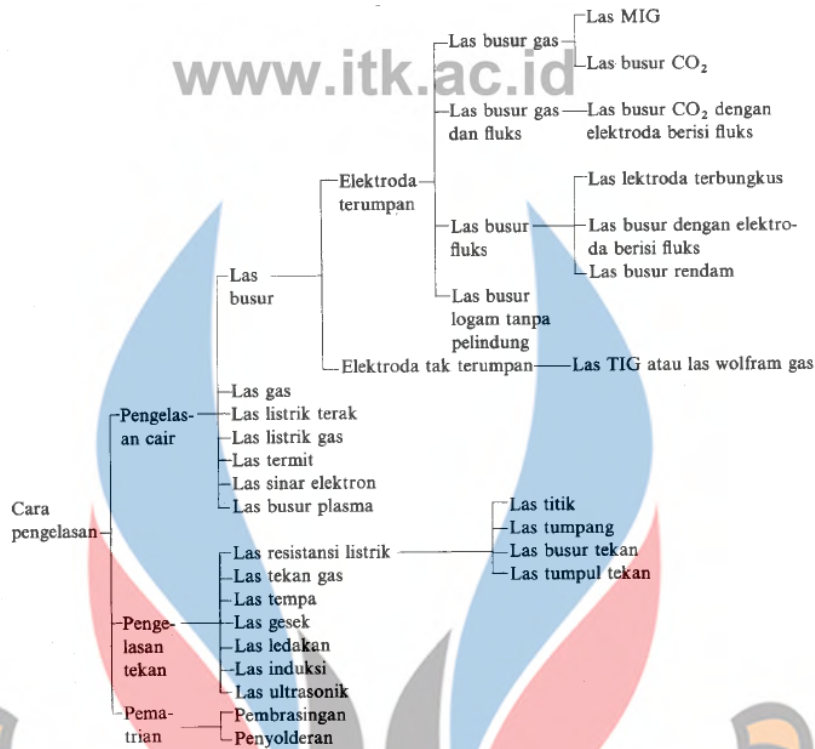 www.itk.ac.id
Las MIG
Las busur gas
Las busur CO₂
Las busur gas
dan fluks
Las busur CO₂ dengan
elektroda berisi fluks
Elektroda
terumpan
Las lektroda terbungkus
Las busur
fluks
Las busur dengan elektro-
da berisi fluks
Las busur rendam
Las
busur
Las busur
logam tanpa
pelindung
Elektroda tak terumpan
Las TIG atau las wolfram gas
Las gas
Pengelas-
an cair
Las listrik terak
Las listrik gas
Las termit
Las sinar elektron
Las busur plasma
Cara
pengelasan
Las titik
Las tumpang
Las busur tekan
Las tumpul tekan
Las resistansi listrik
Las tekan gas
Las tempa
Penge-
lasan
tekan
Las gesek
Las ledakan
Las induksi
Las ultrasonik
Pema-
trian
Pembrasingan
Penyolderan